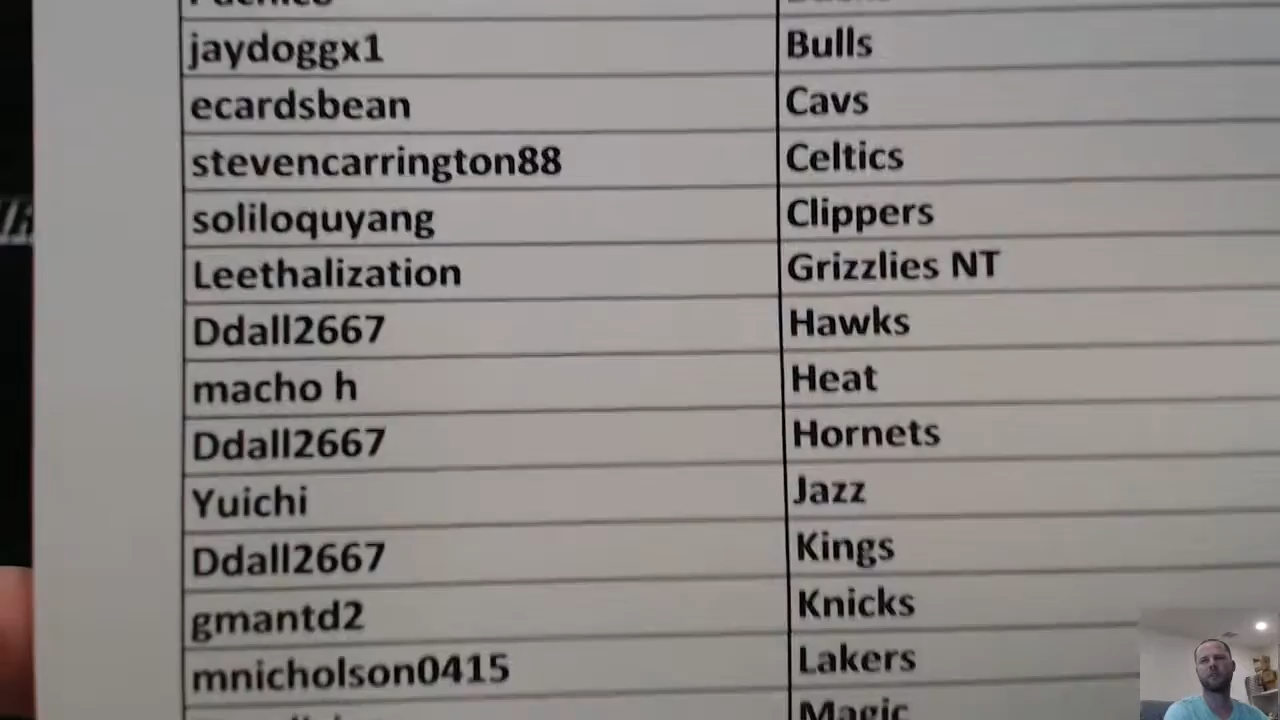 jaydoggx1 Bulls
ecardsbean Cavs
stevencarrington88 Celtics
soliloquyang Clippers
Leethalization Grizzlies NT
Ddall2667 Hawks
macho h Heat
Ddall2667 Hornets
Yuichi Jazz
Ddall2667 Kings
gmantd2 Knicks
mnicholson0415 Lakers
Magic